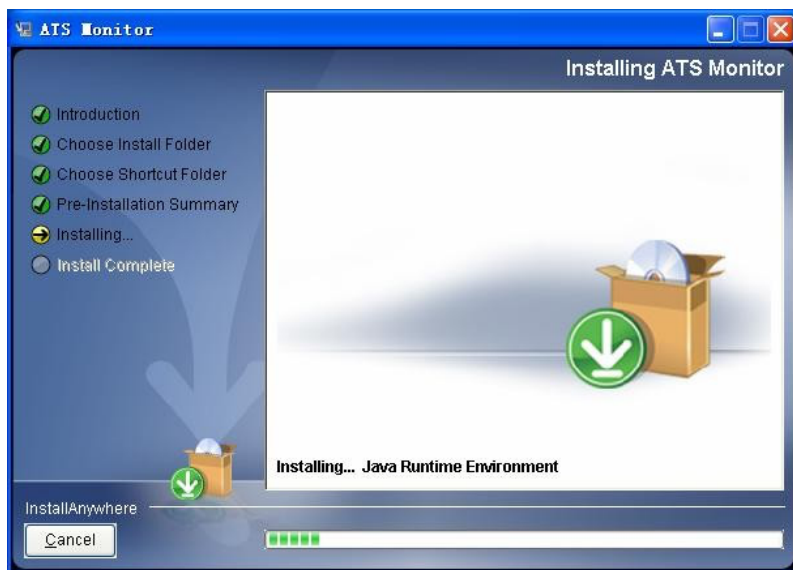 ATS Monitor
Installing ATS Monitor
Introduction
Choose Install Folder
Choose Shortcut Folder
Pre-Installation Summary
Installing...
Install Complete
Installing... Java Runtime Environment
InstallAnywhere
Cancel